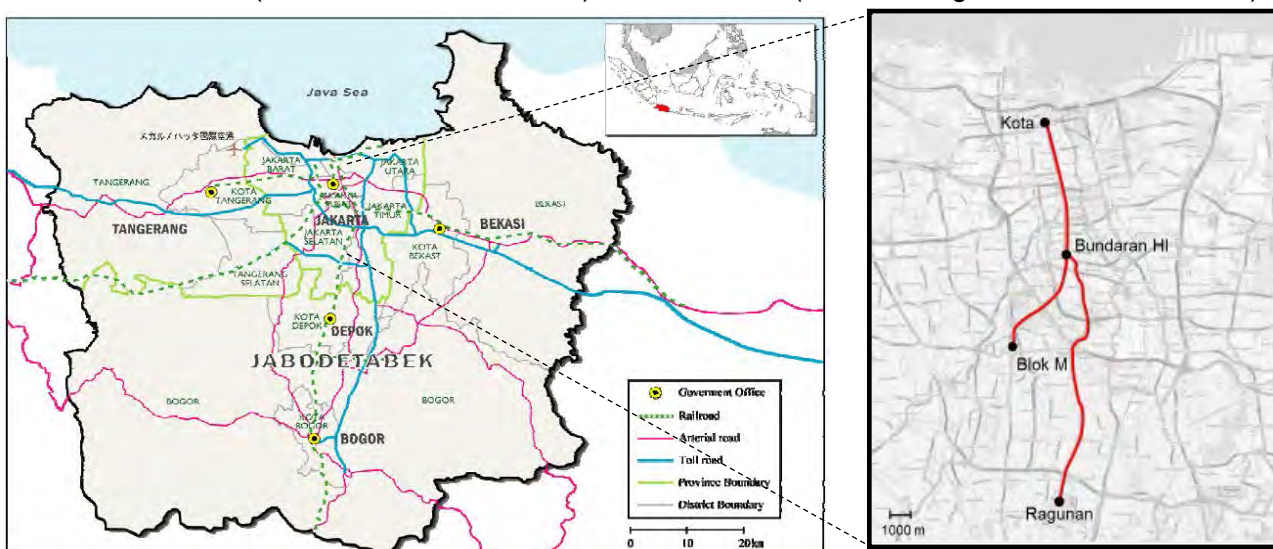 Java Sea
スカルノハッタ国際空港
JAKARTA
BARAT
JAKARTA
UTARA
TANGERANG
KOTA
TANGERANG
JAKARTA
TIMUR
JAKARTA
BEKASI
BEKASI
TANGERANG
JAKARTA
SELATAN
KOTA
BEKASI
TANGERANG
SELATAN
KOTA
DEPOK
DEPOK
JABODETABEK
BOGOR
BOGOR
KOTA
BOGOR
BOGOR
Goverment Office
Railroad
Arterial road
Toll road
Province Boundary
District Boundary
0 10 20km
Kota
Bundaran HI
Blok M
Ragunan
1000 m